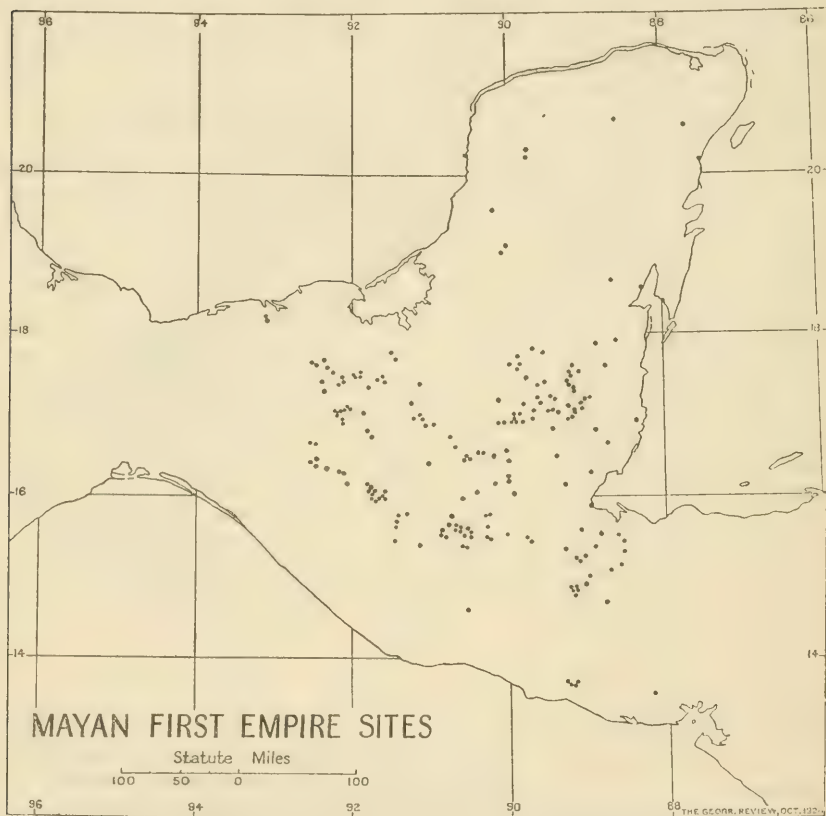 96 94 92 90 88 86
20 20
18 18
16 16
14 14
MAYAN FIRST EMPIRE SITES
Statute Miles
100 50 0 100
96 94 92 90 88
THE GEOGR. REVIEW, OCT.